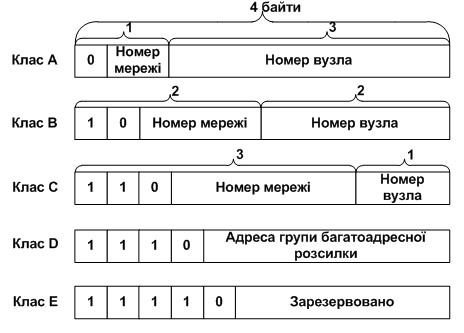 4 байти
1 3
Клас A 0 Номер мережі Номер вузла
2 2
Клас B 1 0 Номер мережі Номер вузла
3 1
Клас C 1 1 0 Номер мережі Номер вузла
Клас D 1 1 1 0 Адреса групи багатоадресної
розсилки
Клас E 1 1 1 1 0 Зарезервовано